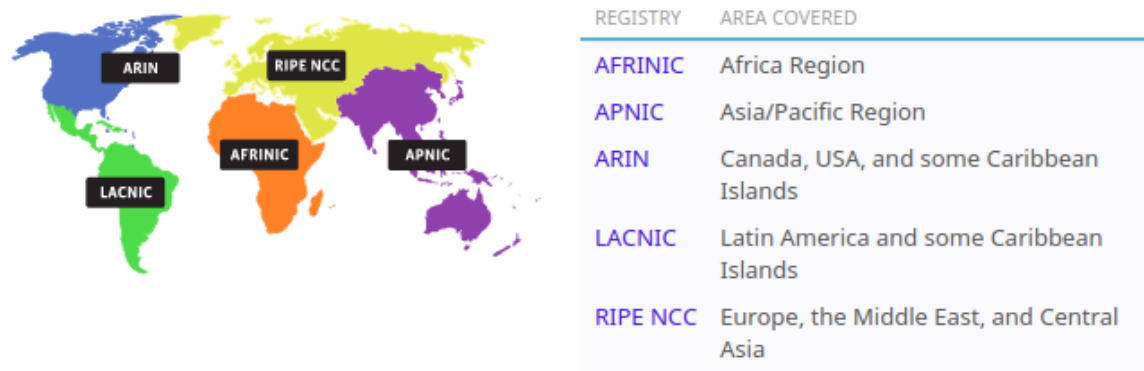 ARIN
RIPE NCC
AFRINIC
APNIC
LACNIC
REGISTRY AREA COVERED
AFRINIC Africa Region
APNIC Asia/Pacific Region
ARIN Canada, USA, and some Caribbean
Islands
LACNIC Latin America and some Caribbean
Islands
RIPE NCC Europe, the Middle East, and Central
Asia